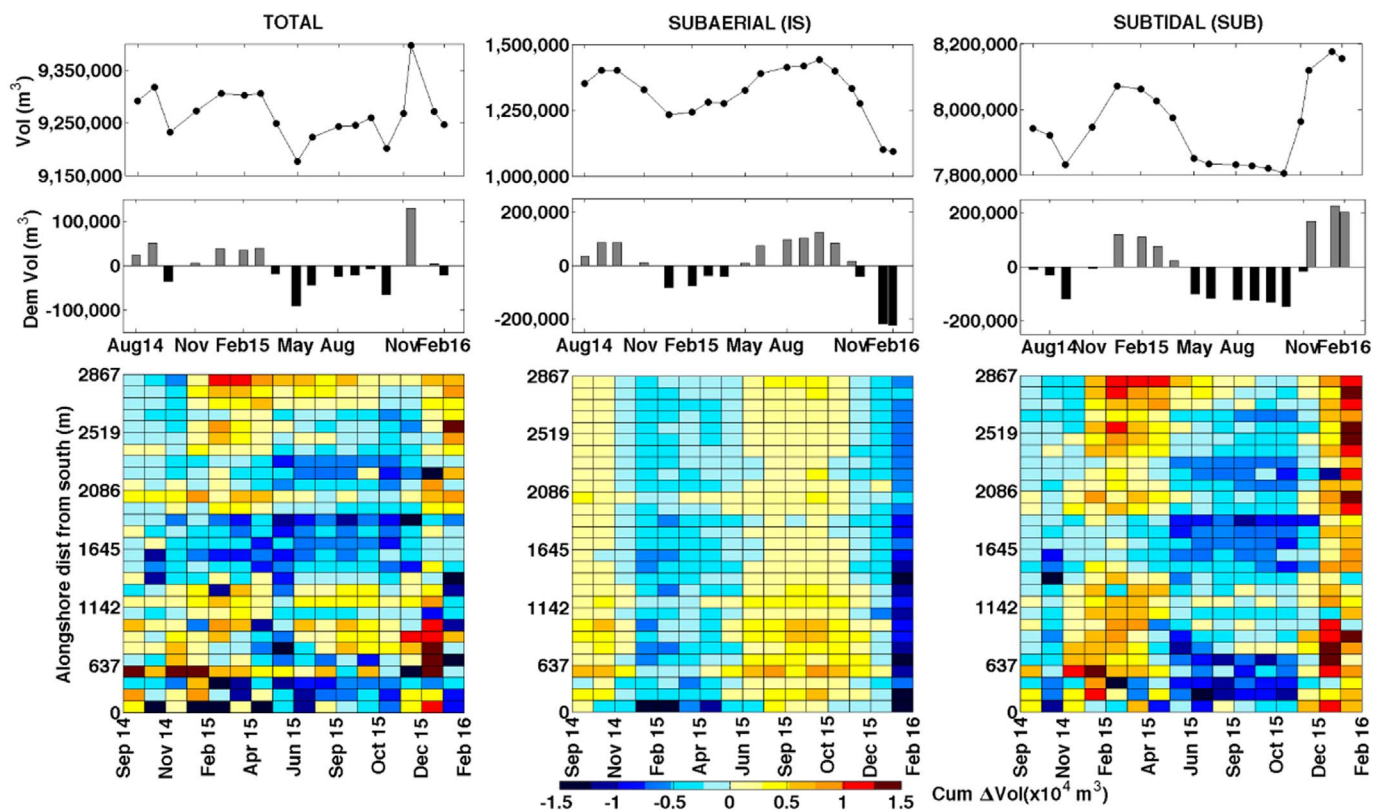 TOTAL
SUBAERIAL (IS)
SUBTIDAL (SUB)
Vol (m³)
9,350,000
9,250,000
9,150,000
1,500,000
1,250,000
1,000,000
8,200,000
8,000,000
7,800,000
Dem Vol (m³)
100,000
0
-100,000
200,000
0
-200,000
200,000
0
-200,000
Aug14 Nov Feb15 May Aug Nov Feb16
Aug14 Nov Feb15 May Aug Nov Feb16
Aug14 Nov Feb15 May Aug Nov Feb16
Alongshore dist from south (m)
2867
2519
2086
1645
1142
637
0
2867
2519
2086
1645
1142
637
0
2867
2519
2086
1645
1142
637
0
Sep 14 Nov 14 Feb 15 Apr 15 Jun 15 Aug 15 Oct 15 Dec 15 Feb 16
Sep 14 Nov 14 Feb 15 Apr 15 Jun 15 Sep 15 Oct 15 Dec 15 Feb 16
Sep 14 Nov 14 Feb 15 Apr 15 Jun 15 Aug 15 Oct 15 Dec 15 Feb 16
-1.5 -1 -0.5 0 0.5 1 1.5
Cum ΔVol(x10⁴ m³)